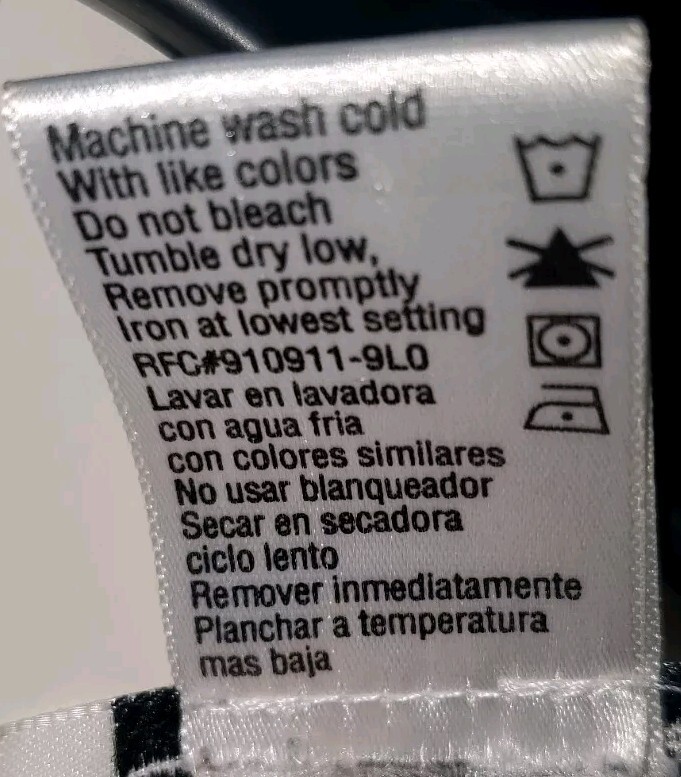 Machine wash cold
With like colors
Do not bleach
Tumble dry low,
Remove promptly
Iron at lowest setting
RFC#910911-9L0
Lavar en lavadora
con agua fria
con colores similares
No usar blanqueador
Secar en secadora
ciclo lento
Remover inmediatamente
Planchar a temperatura
mas baja